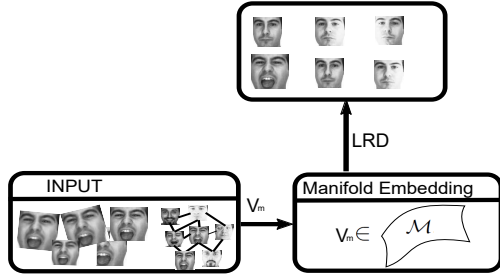 LRD
INPUT
Vm
Manifold Embedding
Vm∈ ℳ